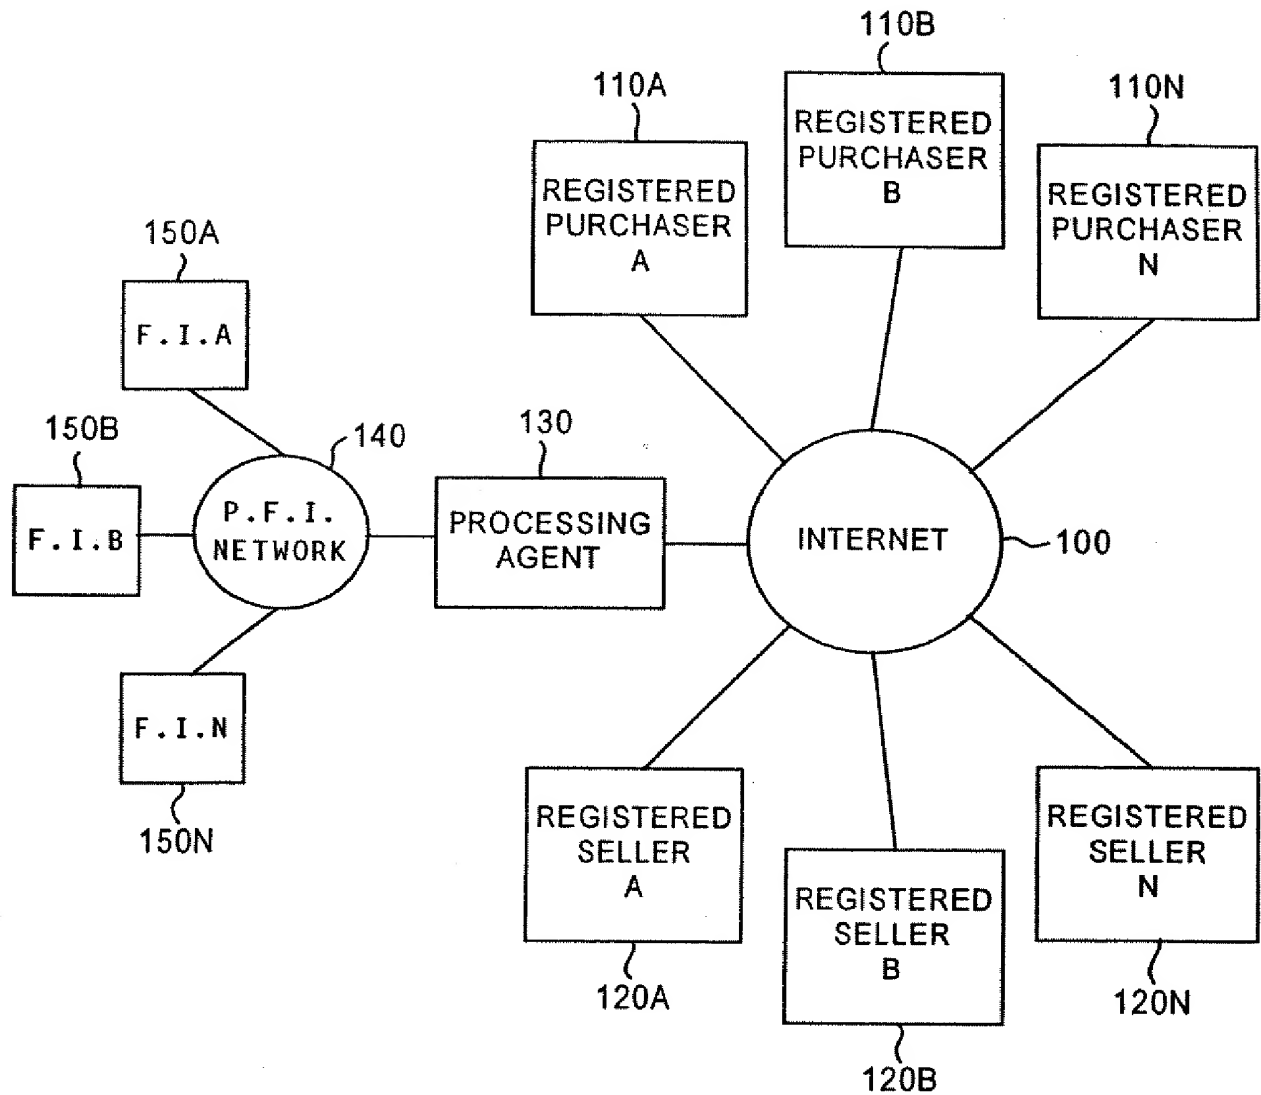 110B
110A
110N
REGISTERED
PURCHASER
A
REGISTERED
PURCHASER
B
REGISTERED
PURCHASER
N
150A
F.I.A
150B
F.I.B
140
P.F.I.
NETWORK
130
PROCESSING
AGENT
INTERNET
100
F.I.N
150N
REGISTERED
SELLER
A
120A
REGISTERED
SELLER
B
120B
REGISTERED
SELLER
N
120N